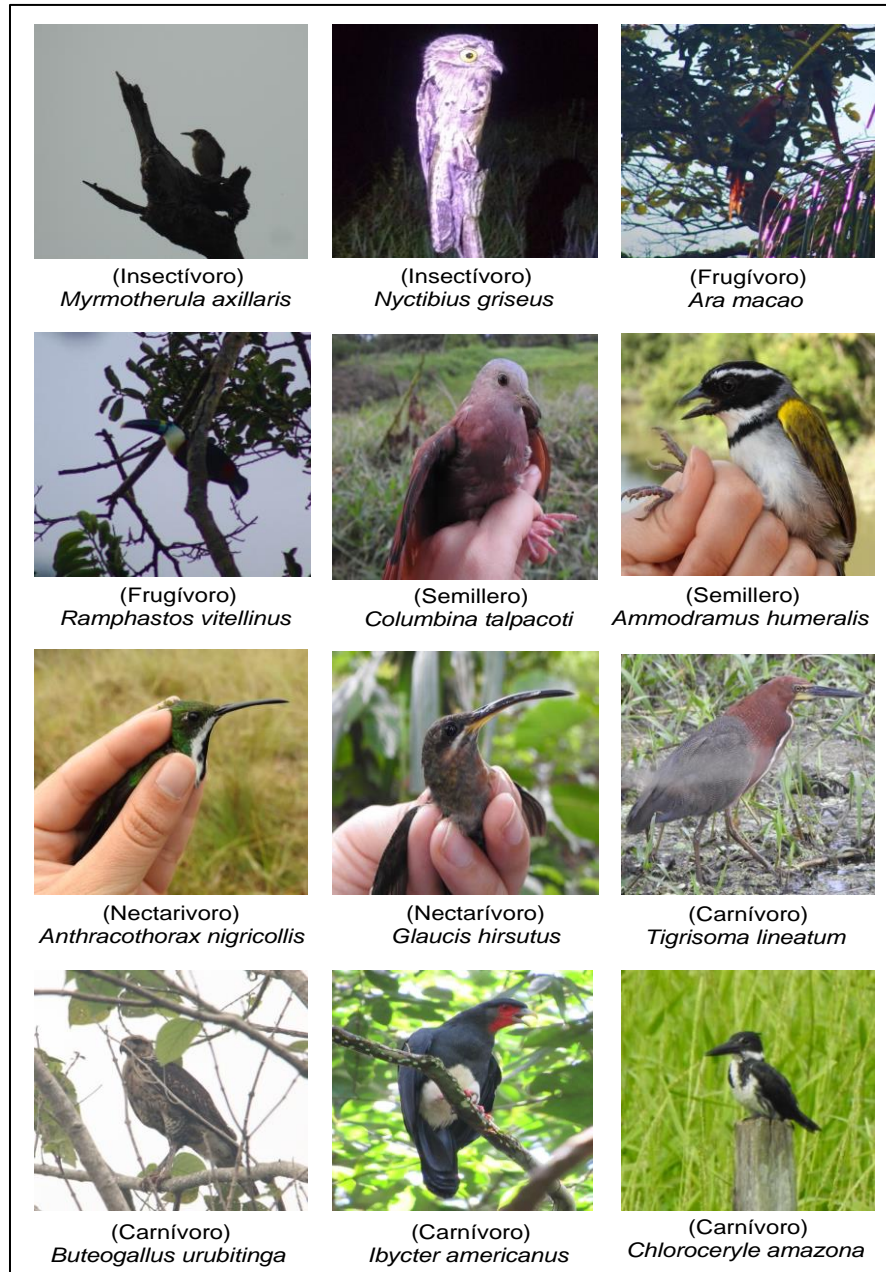 (Insectívoro)
Myrmotherula axillaris
(Insectívoro)
Nyctibius griseus
(Frugívoro)
Ara macao
(Frugívoro)
Ramphastos vitellinus
(Semillero)
Columbina talpacoti
(Semillero)
Ammodramus humeralis
(Nectarivoro)
Anthracothorax nigricollis
(Nectarívoro)
Glaucis hirsutus
(Carnívoro)
Tigrisoma lineatum
(Carnívoro)
Buteogallus urubitinga
(Carnívoro)
Ibycter americanus
(Carnívoro)
Chloroceryle amazona